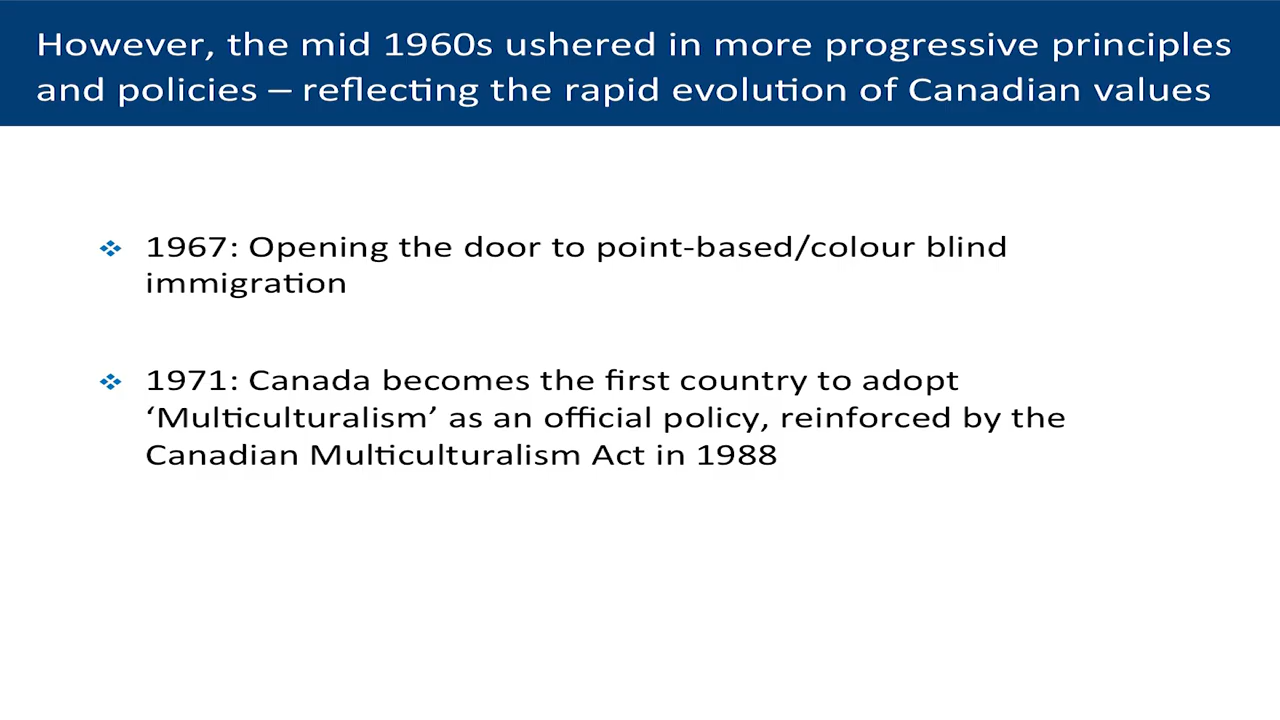 However, the mid 1960s ushered in more progressive principles
and policies – reflecting the rapid evolution of Canadian values
❖ 1967: Opening the door to point-based/colour blind
immigration
❖ 1971: Canada becomes the first country to adopt
‘Multiculturalism’ as an official policy, reinforced by the
Canadian Multiculturalism Act in 1988